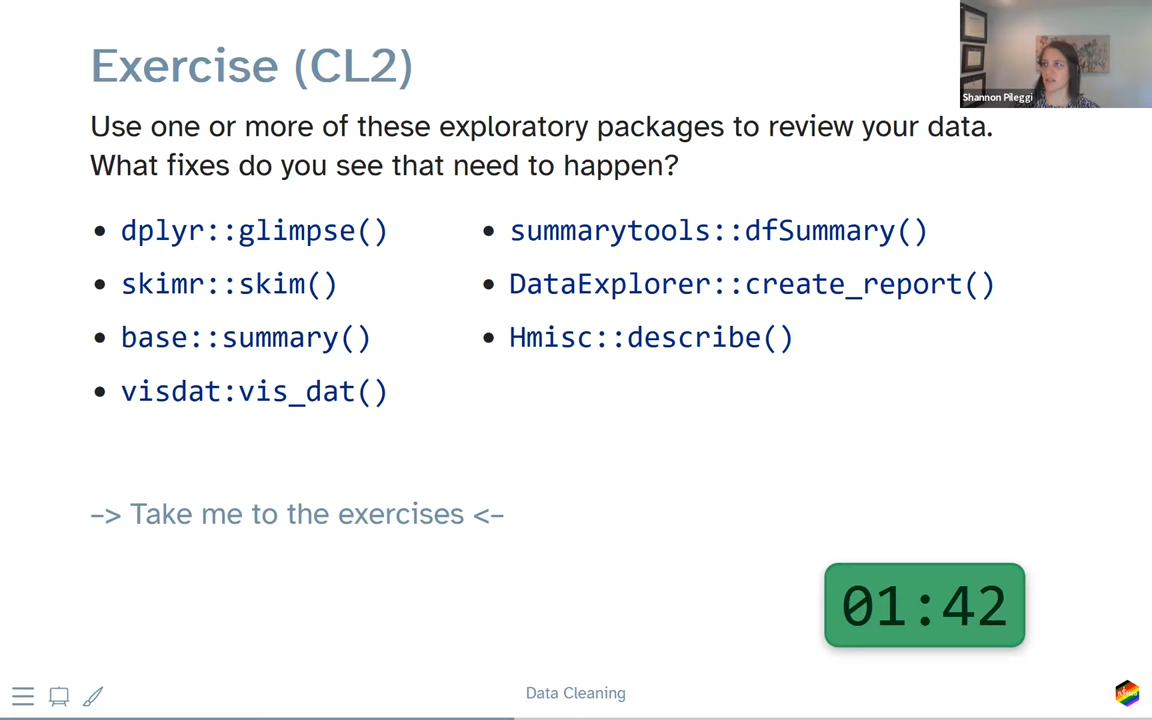 Exercise (CL2)
Shannon Pileggi
Use one or more of these exploratory packages to review your data.
What fixes do you see that need to happen?
• dplyr::glimpse()
• skimr::skim()
• base::summary()
• visdat:vis_dat()
• summarytools::dfSummary()
• DataExplorer::create_report()
• Hmisc::describe()
–> Take me to the exercises <–
01:42
Data Cleaning